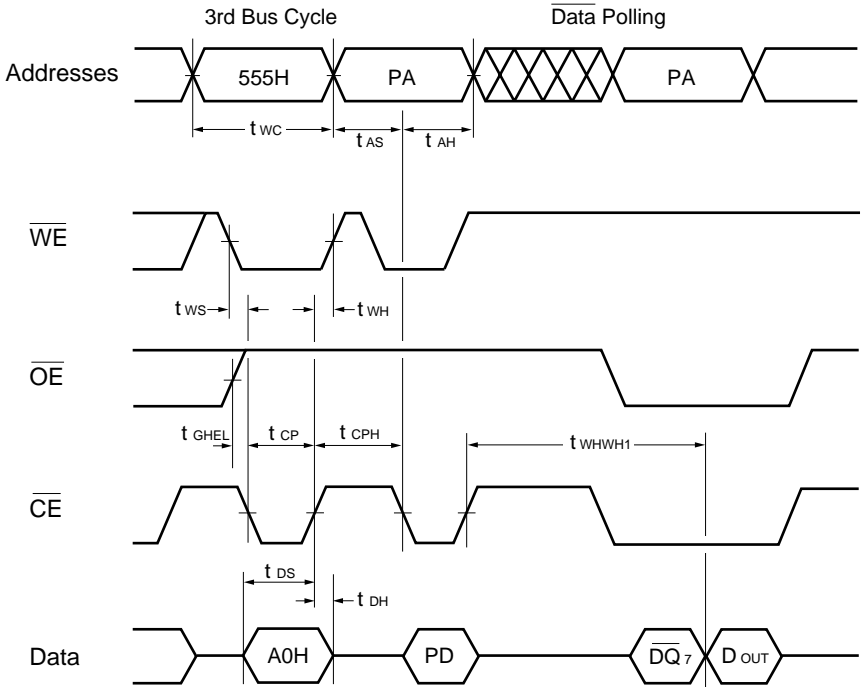 3rd Bus Cycle
Data Polling
Addresses
555H
PA
PA
t WC
t AS
t AH
WE
t WS
t WH
OE
t GHEL
t CP
t CPH
t WHWH1
CE
t DS
t DH
Data
A0H
PD
DQ 7
D OUT